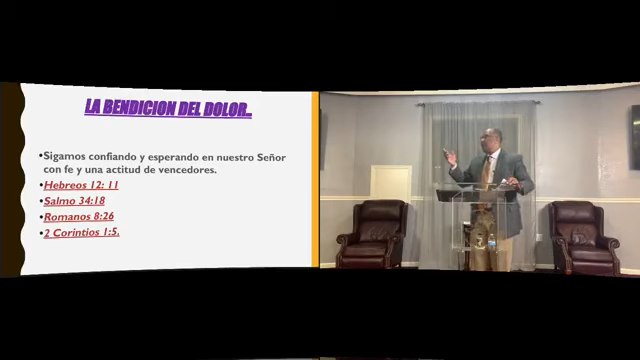 LA BENDICION DEL DOLOR..
•Sigamos confiando y esperando en nuestro Señor
con fe y una actitud de vencedores.
•Hebreos 12: 11
•Salmo 34:18
•Romanos 8:26
•2 Corintios 1:5.